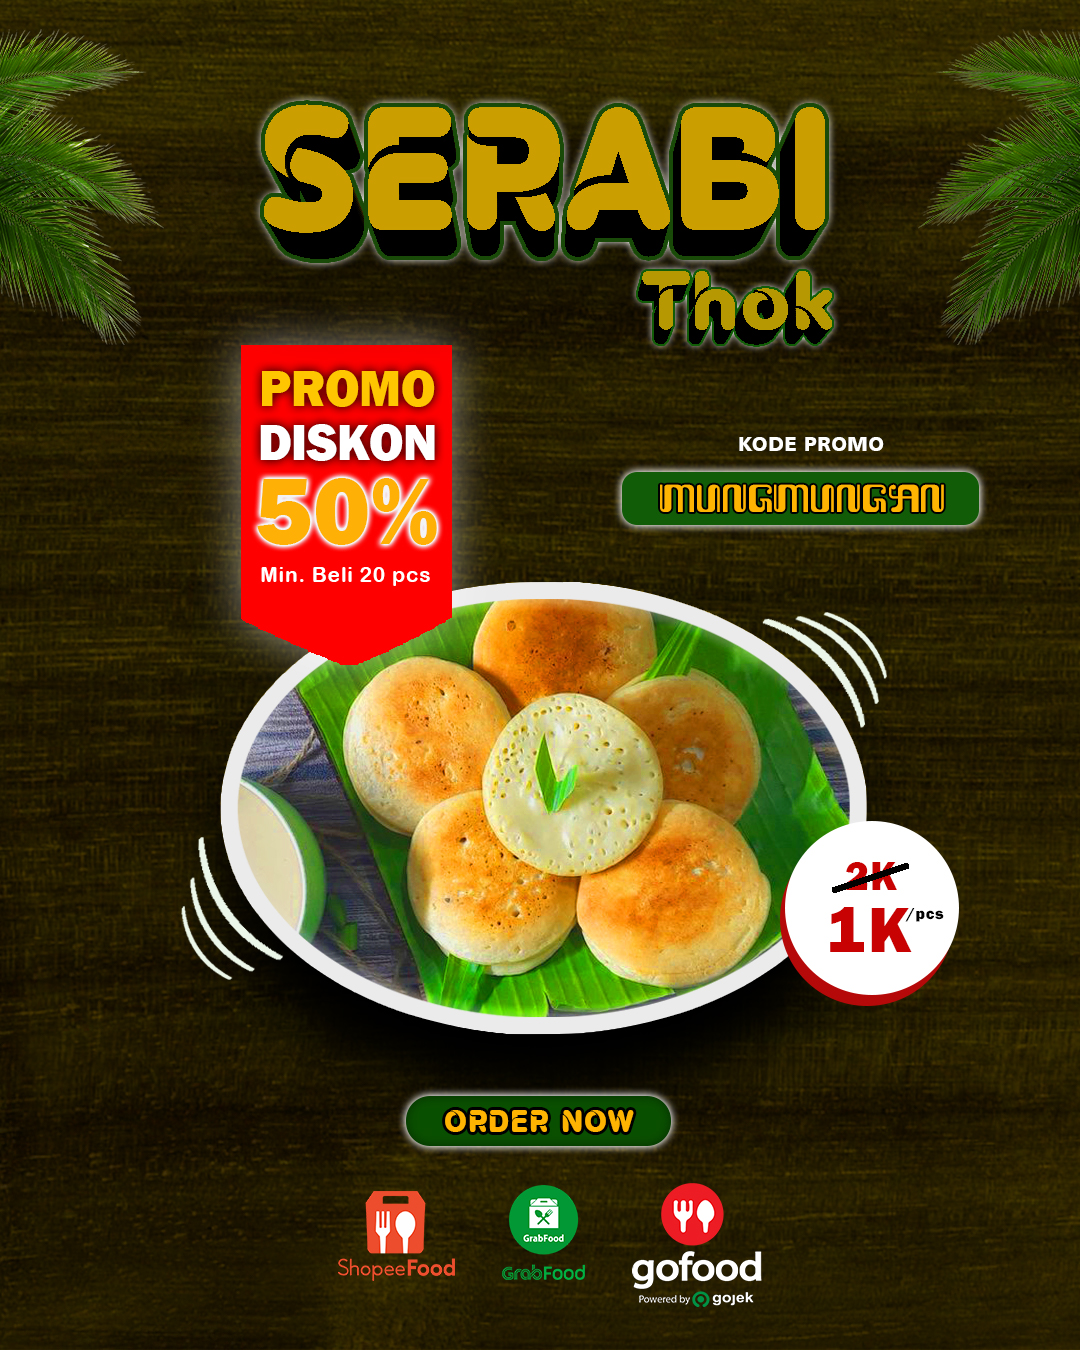 SERABI
Thok
PROMO
DISKON
50%
Min. Beli 20 pcs
KODE PROMO
MUNGMUNGAN
2K
1K/pcs
ORDER NOW
ShopeeFood
GrabFood
GrabFood
gofood
Powered by gojek